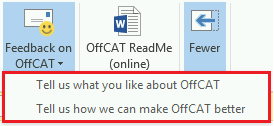 Feedback on
OffCAT
OffCAT ReadMe
(online)
Fewer
Tell us what you like about OffCAT
Tell us how we can make OffCAT better